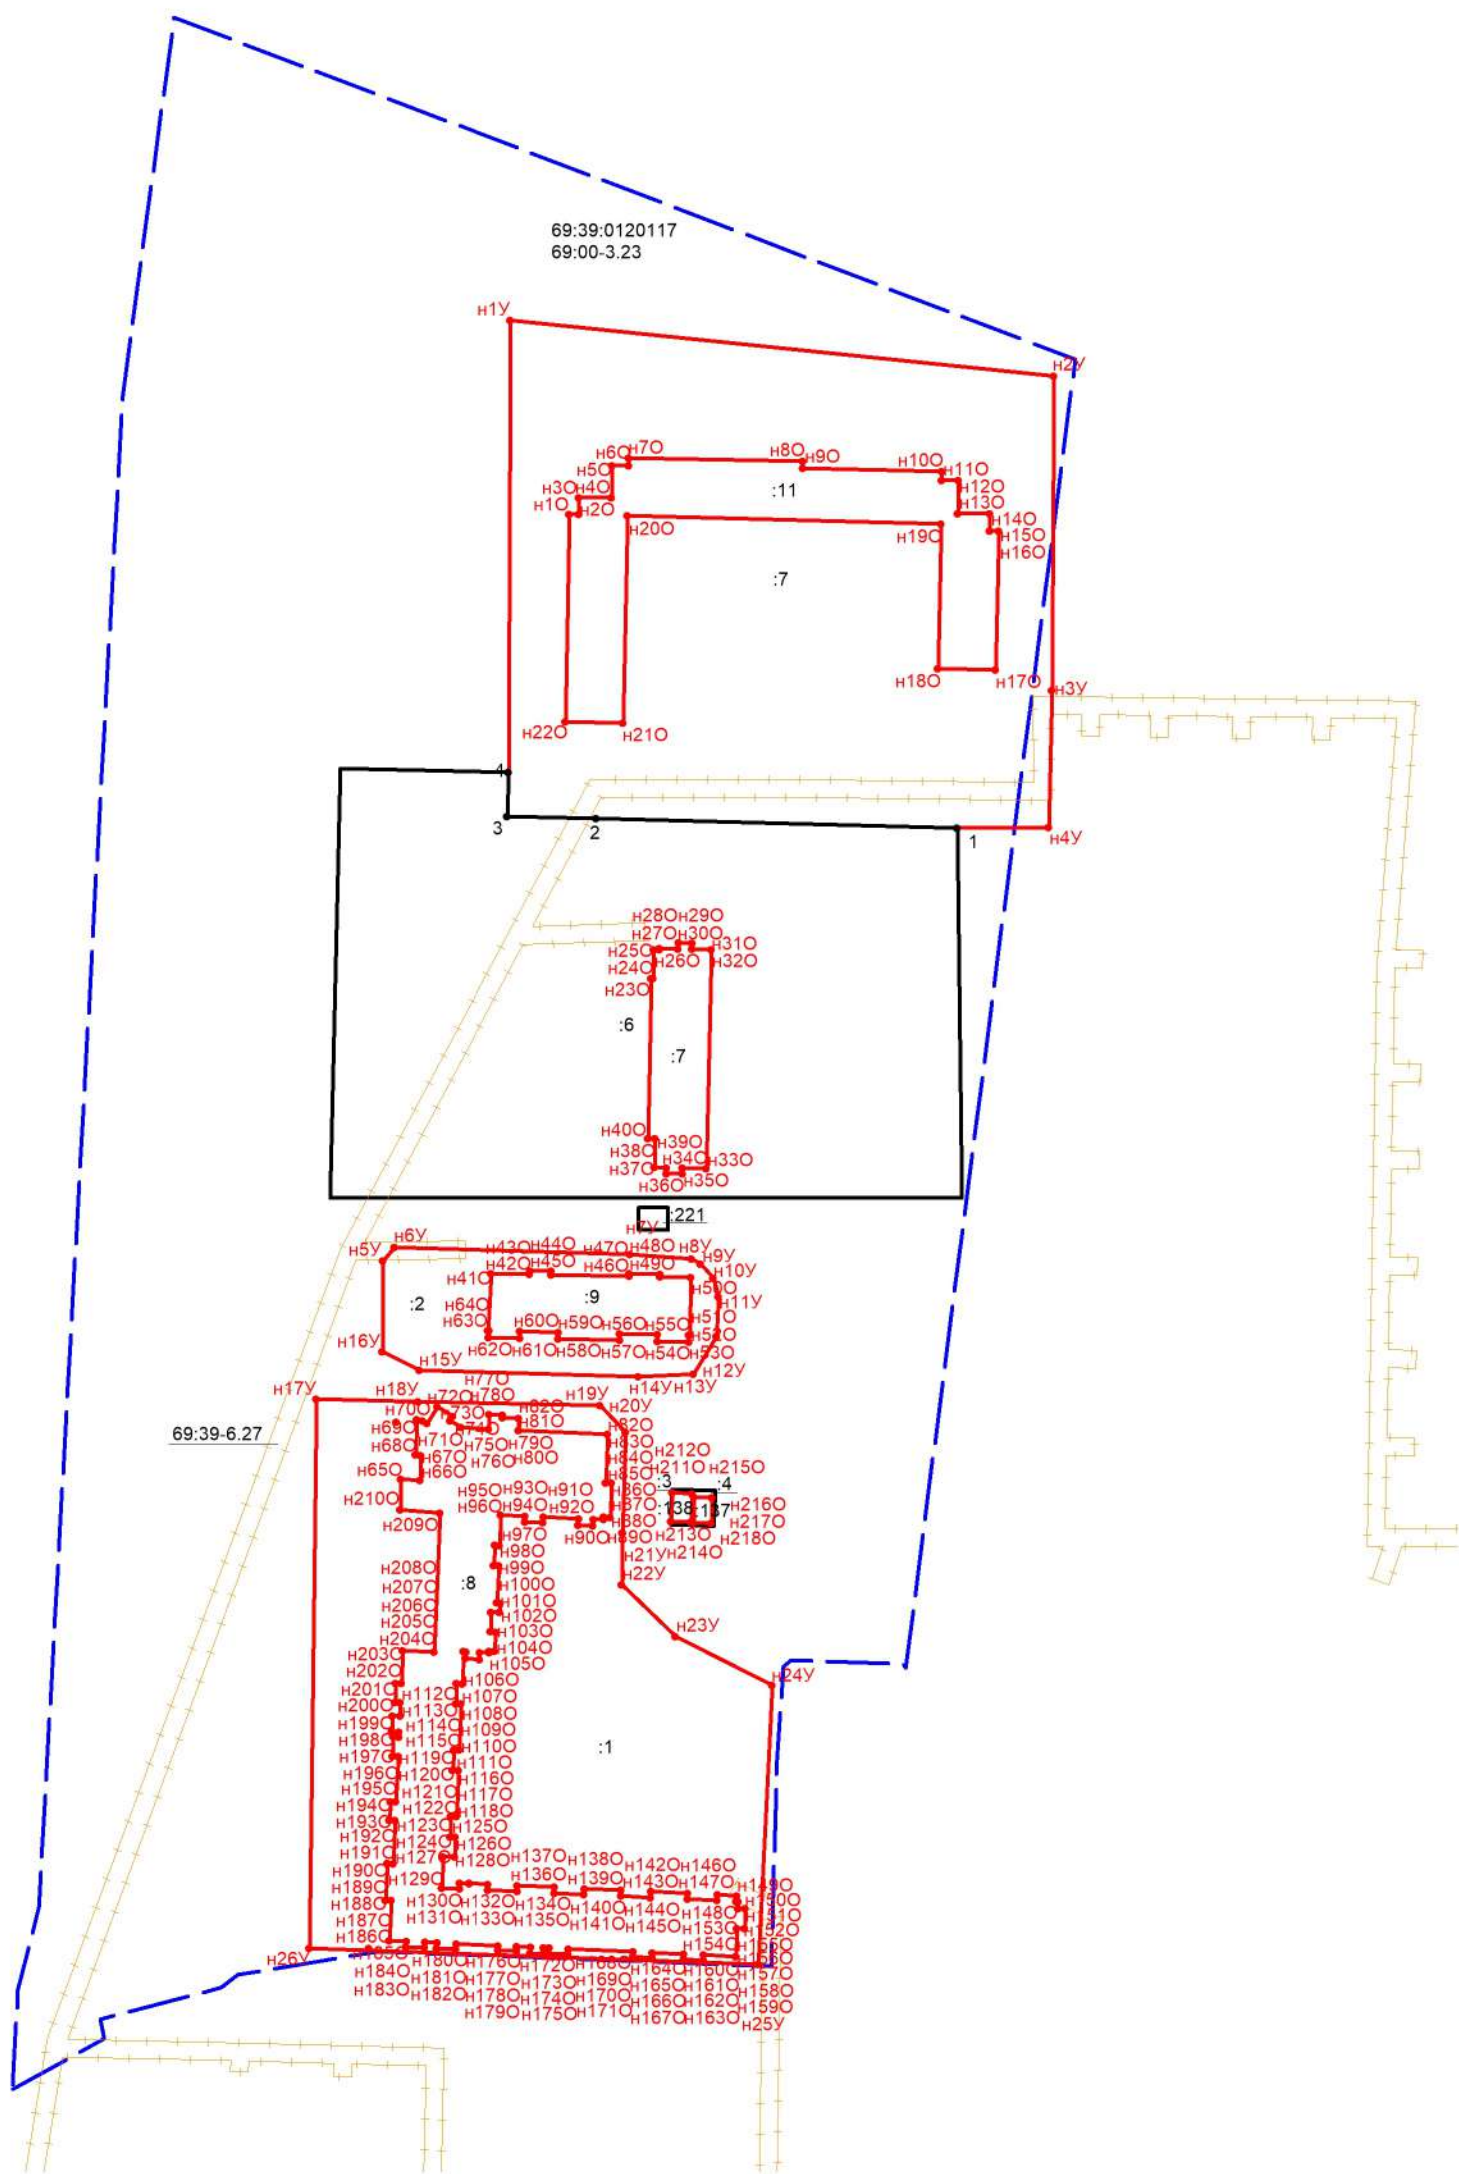 69:39:0120117
69:00-3.23
н1У
н2У
н6О н7О
н8О н9О
н5О
н10О
н11О
н3О н4О
:11
н12О
н1О
н2О
н13О
н14О
н20О
н19О
н15О
н16О
:7
н18О
н17О
н3У
н22О
н21О
4
3
2
1
н4У
н28О н29О
н27О н30О
н25О
н26О
н31О
н24О
н32О
н23О
:6
:7
н40О
н39О
н38О
н34О
н33О
н37О
н36О
н35О
:221
н7У
н6У
н5У
н43О н44О
н47О н48О
н8У
н9У
н42О н45О
н46О н49О
н10У
н41О
н50О
:2
:9
н11У
н64О
н51О
н63О
н60О
н59О
н56О
н55О
н52О
н16У
н62О
н61О
н58О
н57О
н54О
н53О
н15У
н12У
н77О
н14У
н13У
н17У
н18У
н72О
н78О
н19У
н20У
н70О
н73О
н82О
н69О
н74О
н81О
69:39-6.27
н71О
н75О
н79О
н83О
н68О
н67О
н76О
н80О
н84О
н212О
н66О
н85О
н211О
н215О
н65О
:3
:4
н95О
н93О
н91О
н86О
н210О
н96О
н94О
н92О
н87О
:138
:137
н216О
н209О
н88О
н217О
н97О
н90О
н89О
н213О
н218О
н98О
н21У
н214О
н208О
н99О
н22У
н207О
:8
н100О
н206О
н101О
н205О
н102О
н204О
н103О
н23У
н203О
н104О
н202О
н105О
н24У
н201О
н112О
н106О
н200О
н113О
н107О
н199О
н114О
н108О
н198О
н115О
н109О
:1
н197О
н119О
н110О
н196О
н120О
н111О
н195О
н121О
н116О
н194О
н122О
н117О
н193О
н123О
н118О
н192О
н124О
н125О
н191О
н127О
н126О
н190О
н129О
н128О
н137О
н138О
н142О
н146О
н189О
н136О
н139О
н143О
н147О
н149О
н188О
н130О
н132О
н134О
н140О
н144О
н148О
н187О
н131О
н133О
н135О
н141О
н145О
н153О
н152О
н186О
н154О
н26У
н180О
н176О
н172О
н168О
н164О
н160О
н157О
н184О
н181О
н177О
н173О
н169О
н165О
н161О
н158О
н183О
н182О
н178О
н174О
н170О
н166О
н162О
н159О
н179О
н175О
н171О
н167О
н163О
н25У